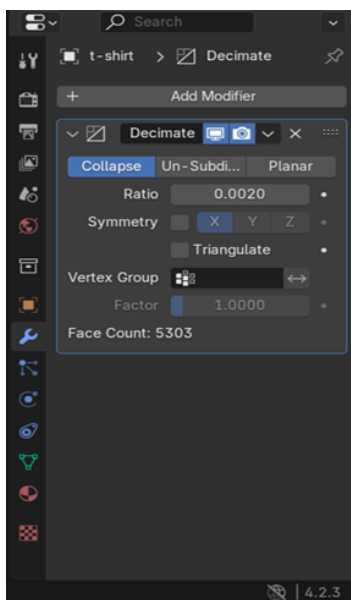 Search
t-shirt > Decimate
+ Add Modifier
Decimate
Collapse Un-Subdi... Planar
Ratio 0.0020
Symmetry X Y Z
Triangulate
Vertex Group
Factor 1.0000
Face Count: 5303
4.2.3